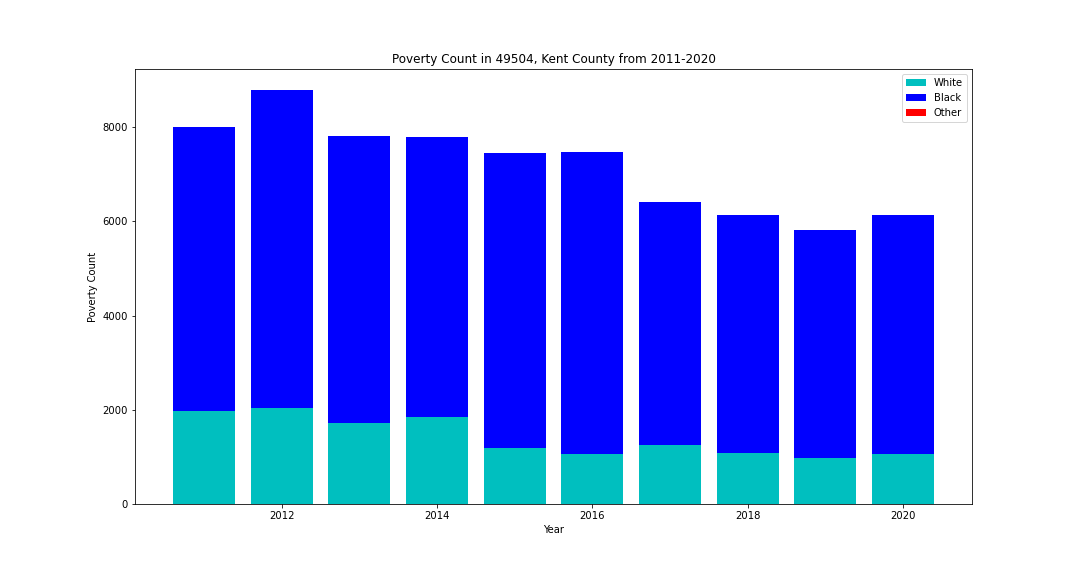 Poverty Count in 49504, Kent County from 2011-2020
White
Black
Other
8000
6000
4000
2000
0
Poverty Count
2012 2014 2016 2018 2020
Year